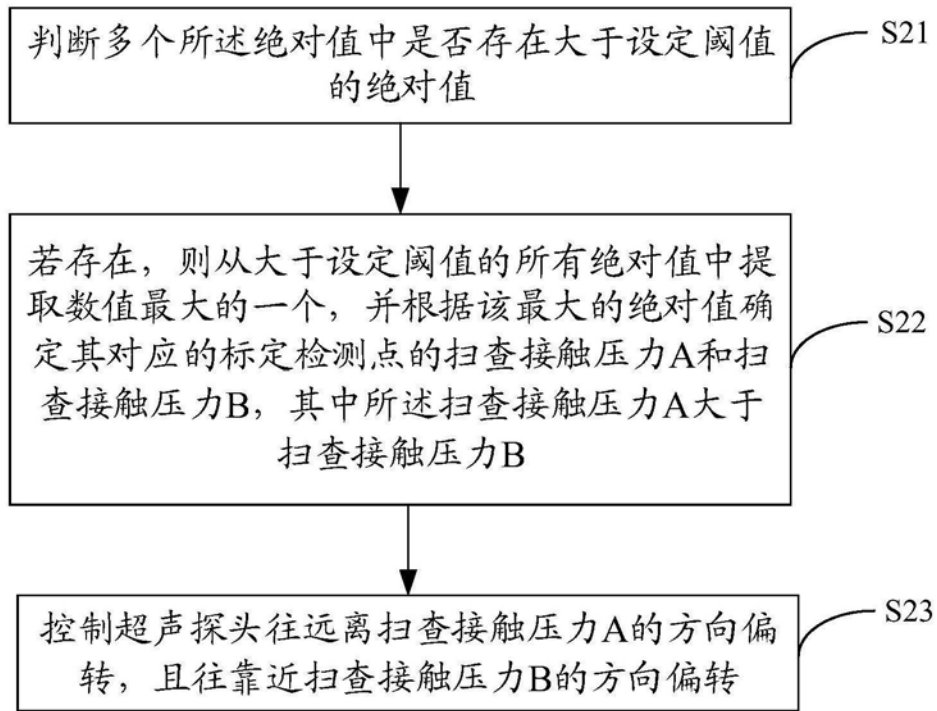 判断多个所述绝对值中是否存在大于设定阈值
的绝对值
S21
若存在，则从大于设定阈值的所有绝对值中提
取数值最大的一个，并根据该最大的绝对值确
定其对应的标定检测点的扫查接触压力A和扫
查接触压力B，其中所述扫查接触压力A大于
扫查接触压力B
S22
控制超声探头往远离扫查接触压力A的方向偏
转，且往靠近扫查接触压力B的方向偏转
S23